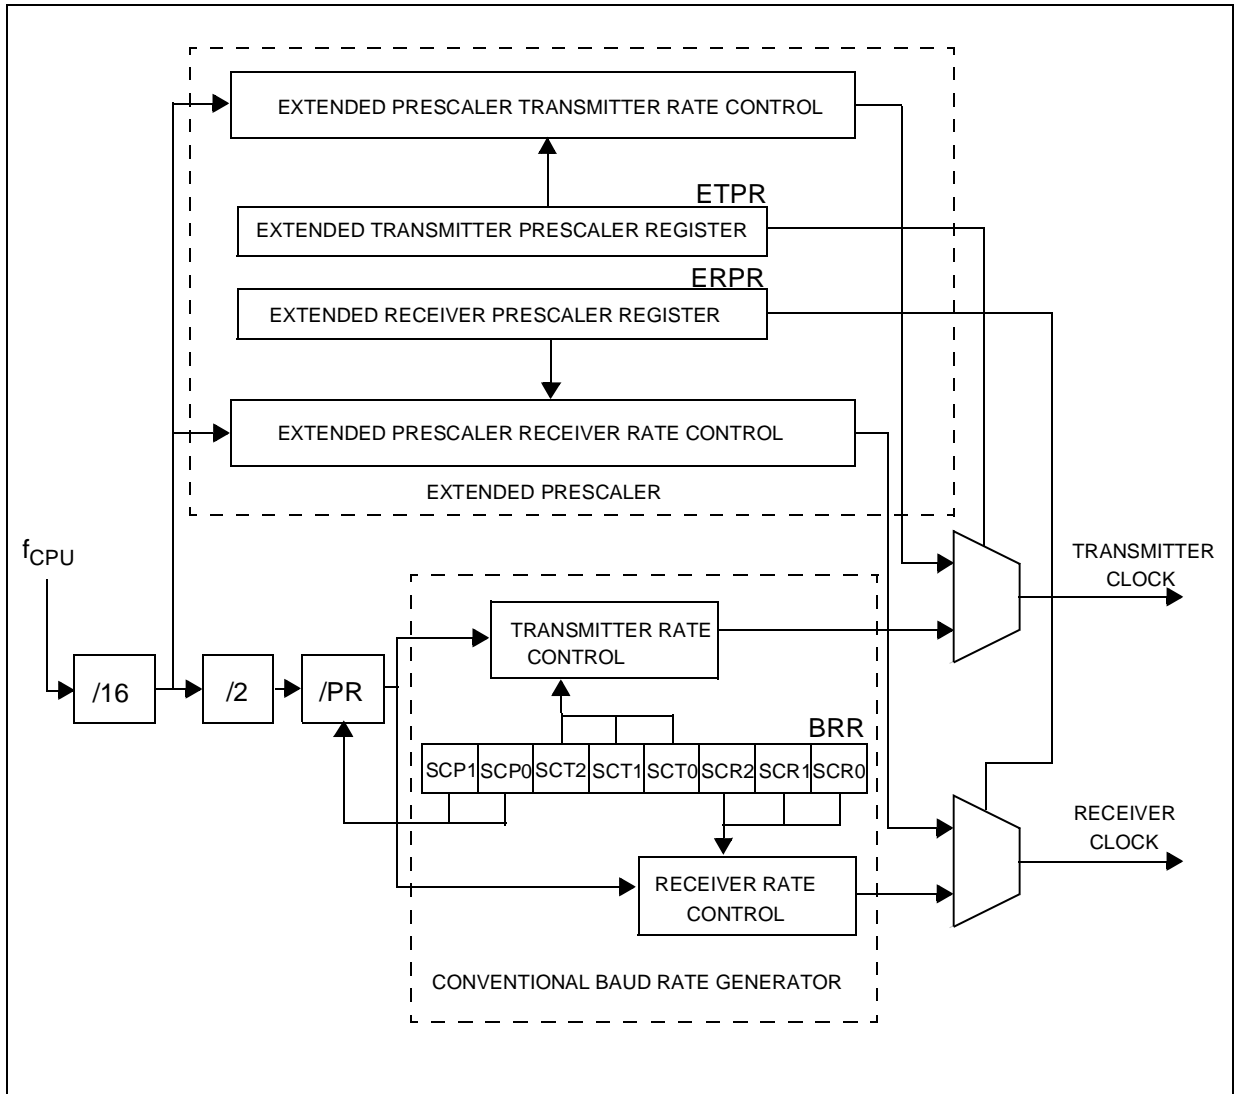 EXTENDED PRESCALER TRANSMITTER RATE CONTROL
ETPR
EXTENDED TRANSMITTER PRESCALER REGISTER
ERPR
EXTENDED RECEIVER PRESCALER REGISTER
EXTENDED PRESCALER RECEIVER RATE CONTROL
EXTENDED PRESCALER
fCPU
TRANSMITTER
CLOCK
TRANSMITTER RATE
CONTROL
/16
/2
/PR
BRR
SCP1 SCP0 SCT2 SCT1 SCT0 SCR2 SCR1 SCR0
RECEIVER
CLOCK
RECEIVER RATE
CONTROL
CONVENTIONAL BAUD RATE GENERATOR